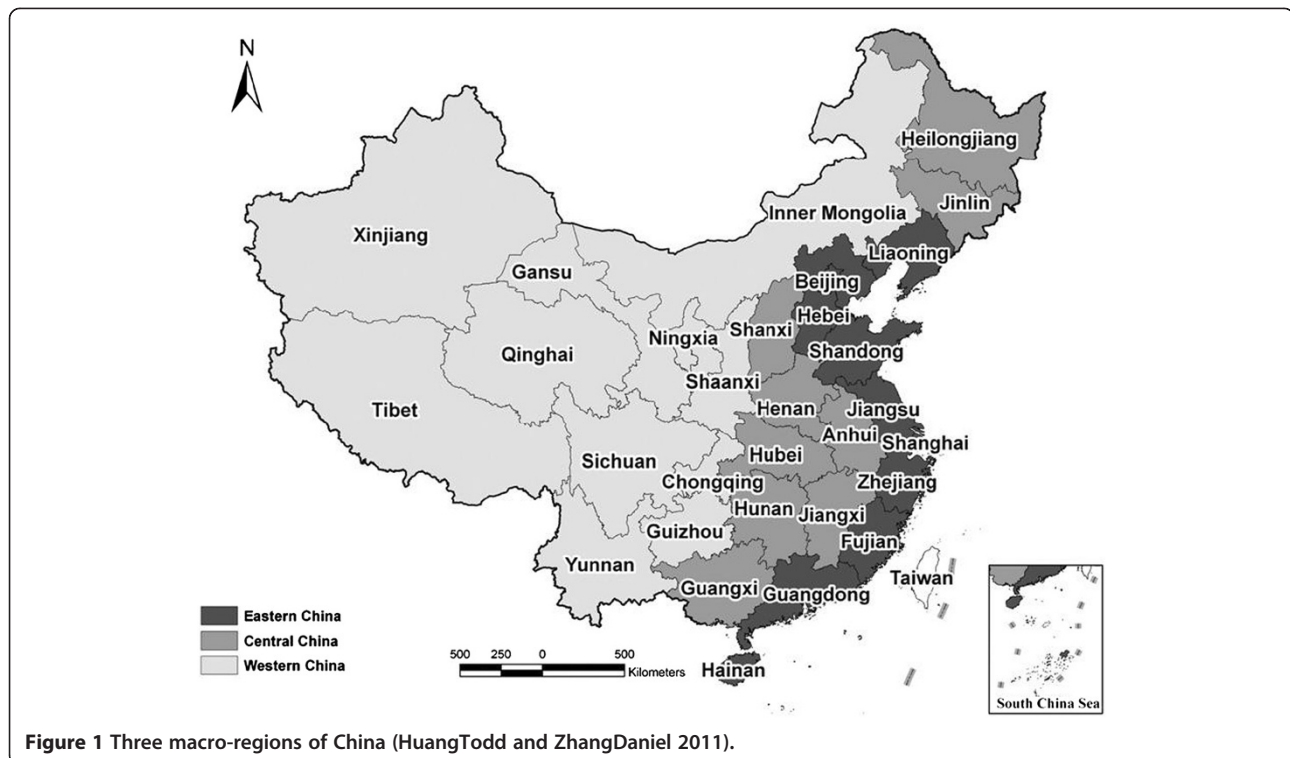 N
Heilongjiang
Jinlin
Inner Mongolia
Xinjiang
Liaoning
Gansu
Beijing
Hebei
Shanxi
Ningxia
Shandong
Qinghai
Shaanxi
Tibet
Henan
Jiangsu
Anhui
Shanghai
Hubei
Sichuan
Chongqing
Zhejiang
Hunan
Jiangxi
Guizhou
Fujian
Yunnan
Taiwan
Guangxi
Guangdong
Eastern China
Central China
Western China
500 250 0 500
Kilometers
Hainan
South China Sea
Figure 1 Three macro-regions of China (HuangTodd and ZhangDaniel 2011).